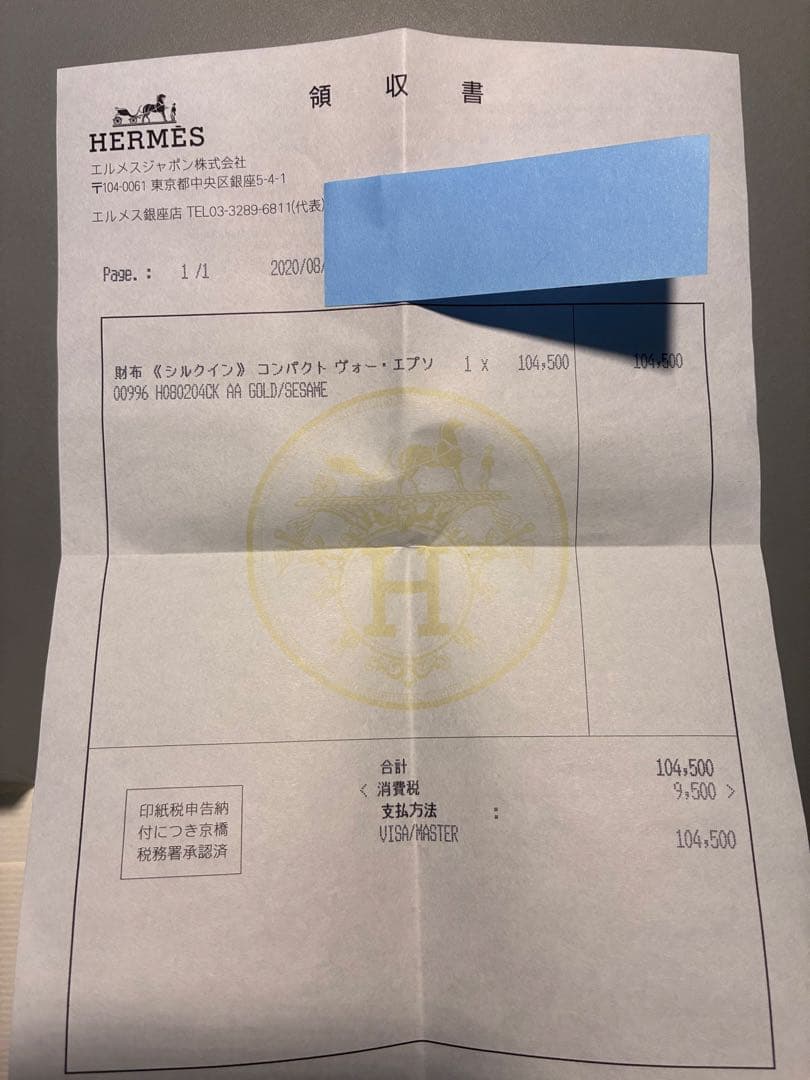 領収書
HERMÈS
エルメスジャポン株式会社
〒104-0061 東京都中央区銀座5-4-1
エルメス銀座店 TEL03-3289-6811(代表)
Page. : 1 /1 2020/08/
財布 《シルクイン》 コンパクト ヴォー・エプソ 1 x 104,500 104,500
00996 H080204CK AA GOLD/SESAME
H
合計 104,500
< 消費税 9,500 >
支払方法 :
VISA/MASTER 104,500
印紙税申告納
付につき京橋
税務署承認済